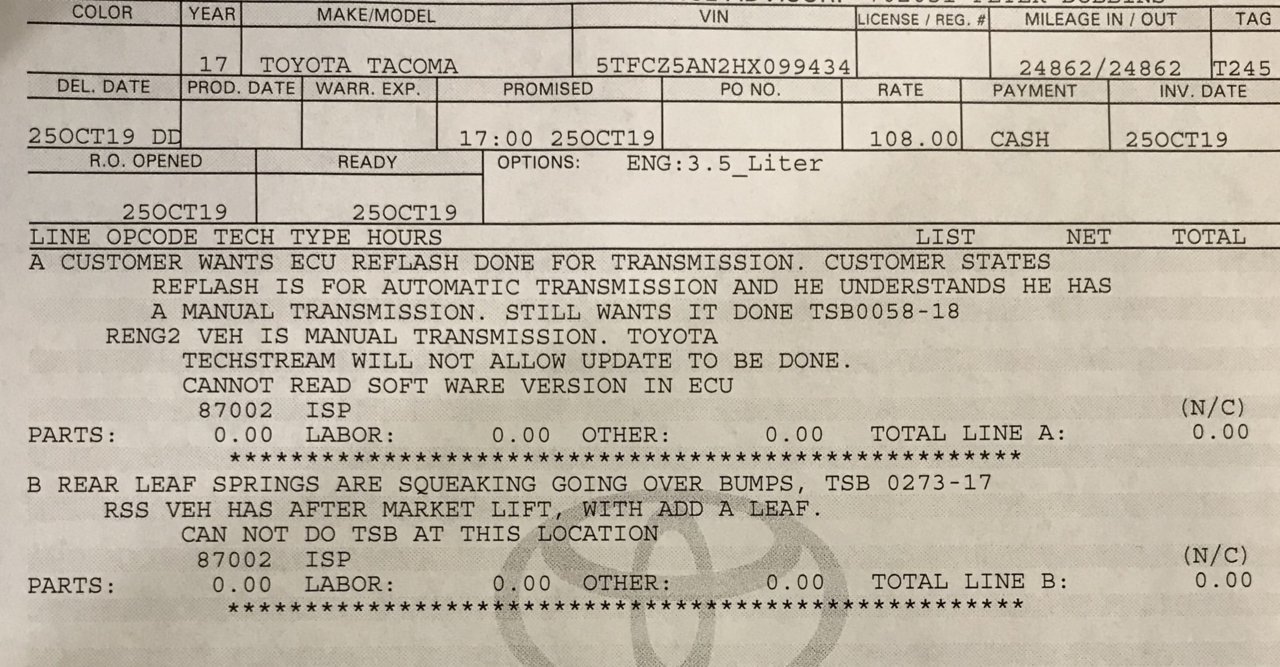 COLOR YEAR MAKE/MODEL VIN LICENSE / REG. # MILEAGE IN / OUT TAG
17 TOYOTA TACOMA 5TFCZ5AN2HX099434 24862/24862 T245
DEL. DATE PROD. DATE WARR. EXP. PROMISED PO NO. RATE PAYMENT INV. DATE
25OCT19 DD 17:00 25OCT19 108.00 CASH 25OCT19
R.O. OPENED READY OPTIONS: ENG:3.5_Liter
25OCT19 25OCT19
LINE OPCODE TECH TYPE HOURS LIST NET TOTAL
A CUSTOMER WANTS ECU REFLASH DONE FOR TRANSMISSION. CUSTOMER STATES
REFLASH IS FOR AUTOMATIC TRANSMISSION AND HE UNDERSTANDS HE HAS
A MANUAL TRANSMISSION. STILL WANTS IT DONE TSB0058-18
RENG2 VEH IS MANUAL TRANSMISSION. TOYOTA
TECHSTREAM WILL NOT ALLOW UPDATE TO BE DONE.
CANNOT READ SOFT WARE VERSION IN ECU
87002 ISP (N/C)
PARTS: 0.00 LABOR: 0.00 OTHER: 0.00 TOTAL LINE A: 0.00
***************************************************
B REAR LEAF SPRINGS ARE SQUEAKING GOING OVER BUMPS, TSB 0273-17
RSS VEH HAS AFTER MARKET LIFT, WITH ADD A LEAF.
CAN NOT DO TSB AT THIS LOCATION
87002 ISP (N/C)
PARTS: 0.00 LABOR: 0.00 OTHER: 0.00 TOTAL LINE B: 0.00
***************************************************